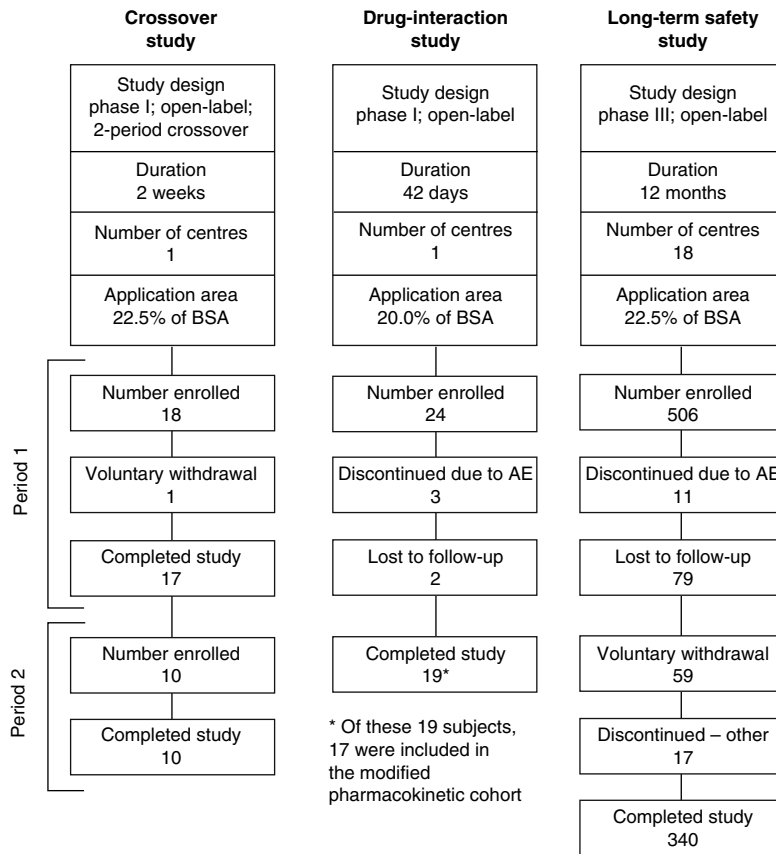 Crossover
study
Study design
phase I; open-label;
2-period crossover
Duration
2 weeks
Number of centres
1
Application area
22.5% of BSA
Period 1
Number enrolled
18
Voluntary withdrawal
1
Completed study
17
Period 2
Number enrolled
10
Completed study
10
Drug-interaction
study
Study design
phase I; open-label
Duration
42 days
Number of centres
1
Application area
20.0% of BSA
Number enrolled
24
Discontinued due to AE
3
Lost to follow-up
2
Completed study
19*
* Of these 19 subjects,
17 were included in
the modified
pharmacokinetic cohort
Long-term safety
study
Study design
phase III; open-label
Duration
12 months
Number of centres
18
Application area
22.5% of BSA
Number enrolled
506
Discontinued due to AE
11
Lost to follow-up
79
Voluntary withdrawal
59
Discontinued – other
17
Completed study
340